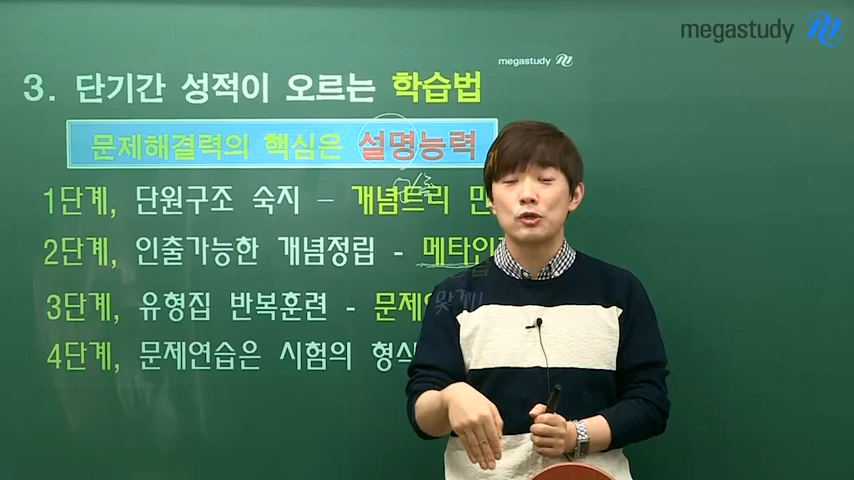 megastudy
megastudy
3. 단기간 성적이 오르는 학습법
문제해결력의 핵심은 설명능력
1단계, 단원구조 숙지 – 개념트리 만
2단계, 인출가능한 개념정립 - 메타인
3단계, 유형집 반복훈련 - 문제 맞게!!
4단계, 문제연습은 시험의 형식